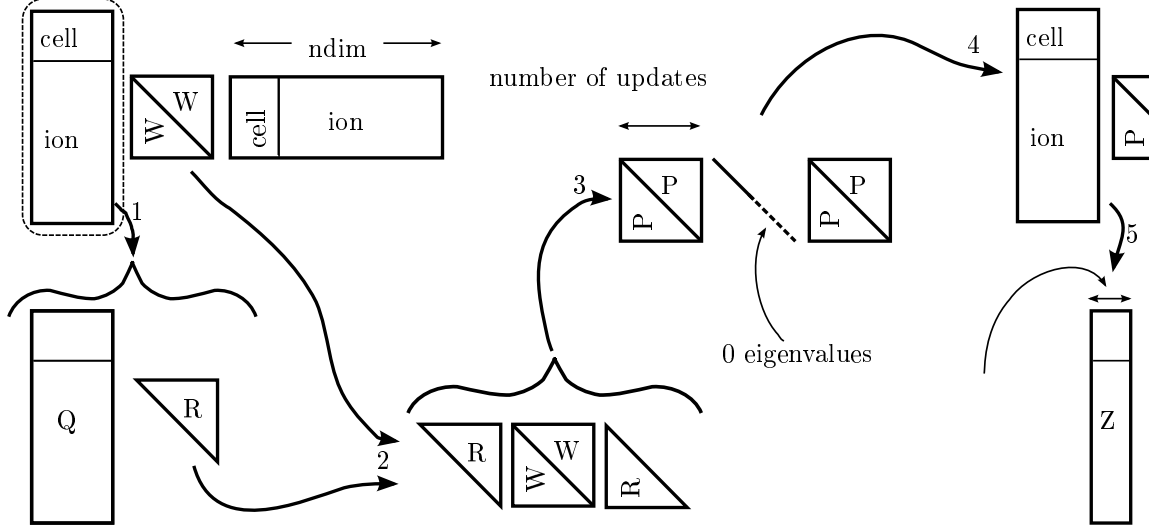 cell
ion
W
W
ndim
cell
ion
1
Q
R
2
R
W
W
R
number of updates
3
P
P
P
P
0 eigenvalues
4
cell
ion
P
5
Z